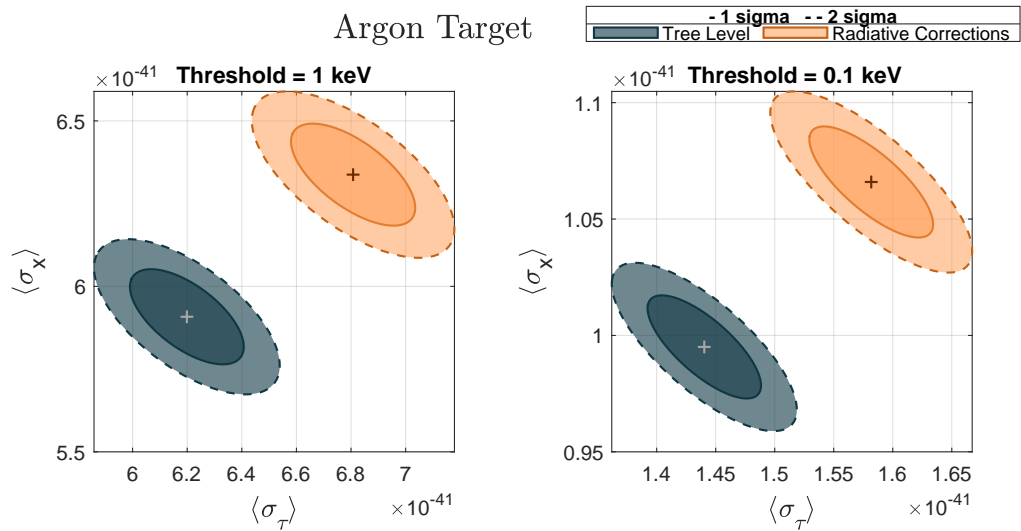 Argon Target
- 1 sigma - - 2 sigma
Tree Level Radiative Corrections
×10⁻⁴¹ Threshold = 1 keV
6.5
6
5.5
⟨σₓ⟩
6 6.2 6.4 6.6 6.8 7
⟨σ_τ⟩ ×10⁻⁴¹
×10⁻⁴¹ Threshold = 0.1 keV
1.1
1.05
1
0.95
⟨σₓ⟩
1.4 1.45 1.5 1.55 1.6 1.65
⟨σ_τ⟩ ×10⁻⁴¹